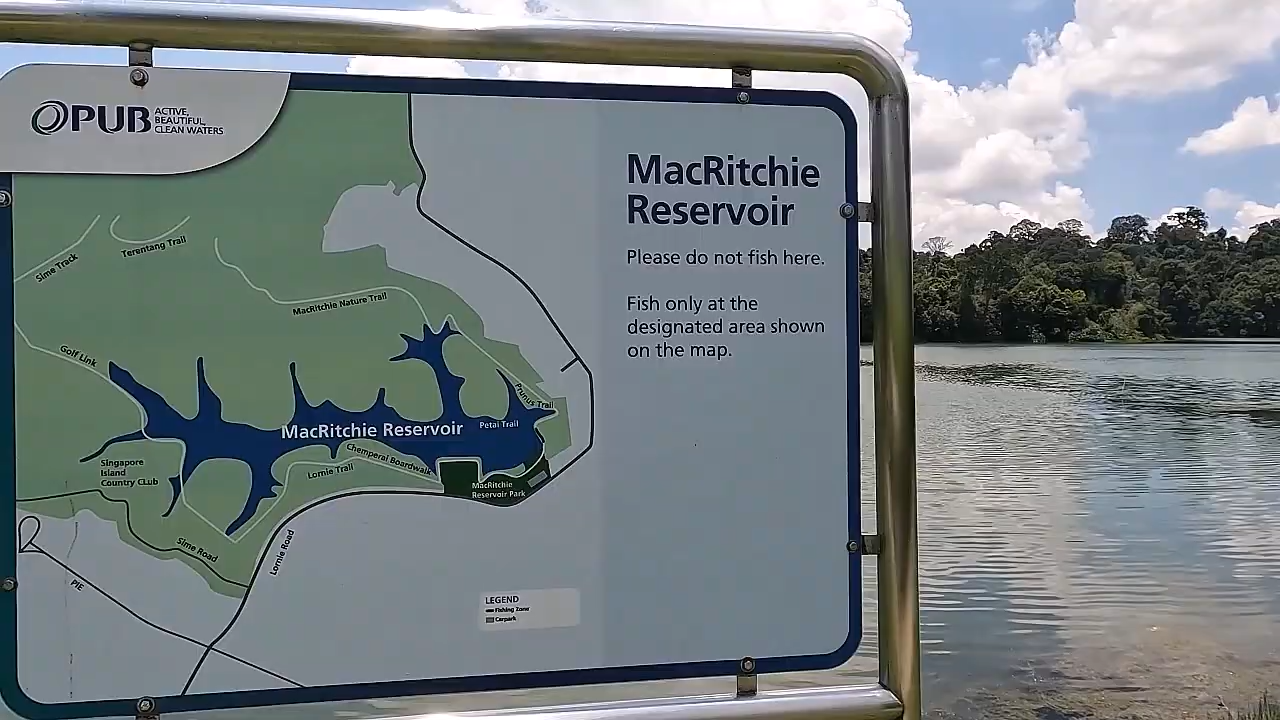 PUB
ACTIVE,
BEAUTIFUL,
CLEAN WATERS
MacRitchie
Reservoir
Please do not fish here.
Fish only at the
designated area shown
on the map.
Sime Track
Terentang Trail
MacRitchie Nature Trail
Golf Link
Prunus Trail
MacRitchie Reservoir
Petai Trail
Singapore
Island
Country Club
Chemperai Boardwalk
Lornie Trail
MacRitchie
Reservoir Park
Sime Road
Lornie Road
PIE
LEGEND
Fishing Zone
Carpark